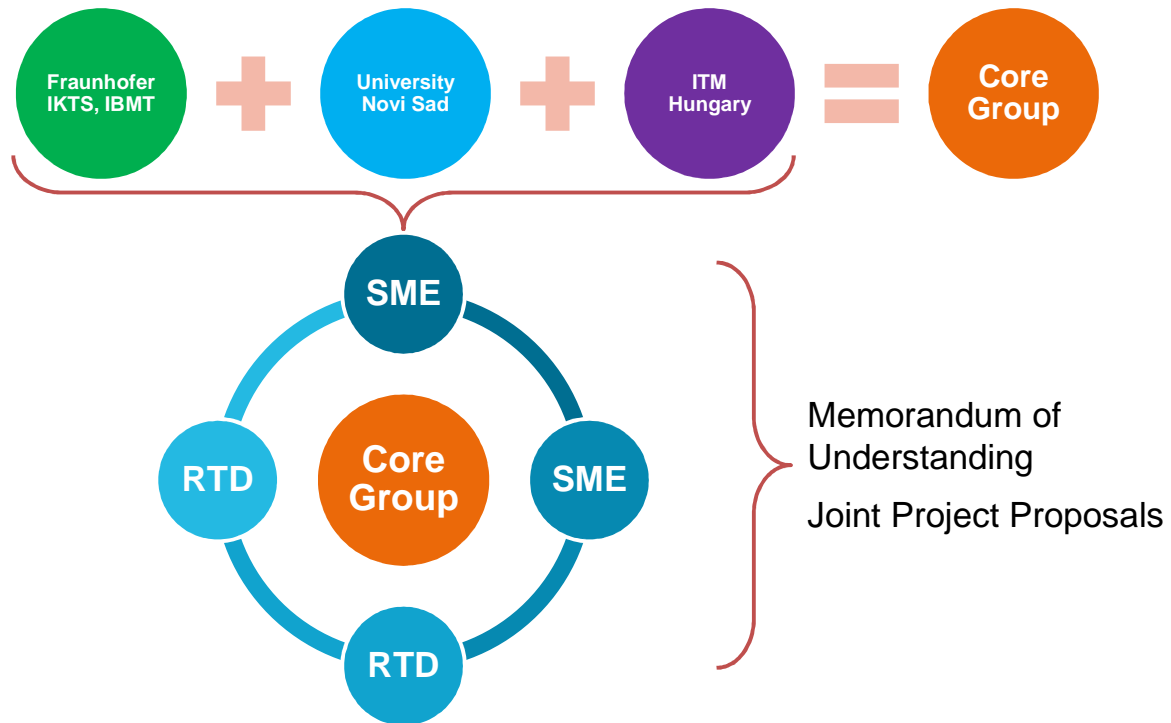 Fraunhofer
IKTS, IBMT
University
Novi Sad
ITM
Hungary
Core
Group
SME
RTD
Core
Group
SME
RTD
Memorandum of
Understanding
Joint Project Proposals